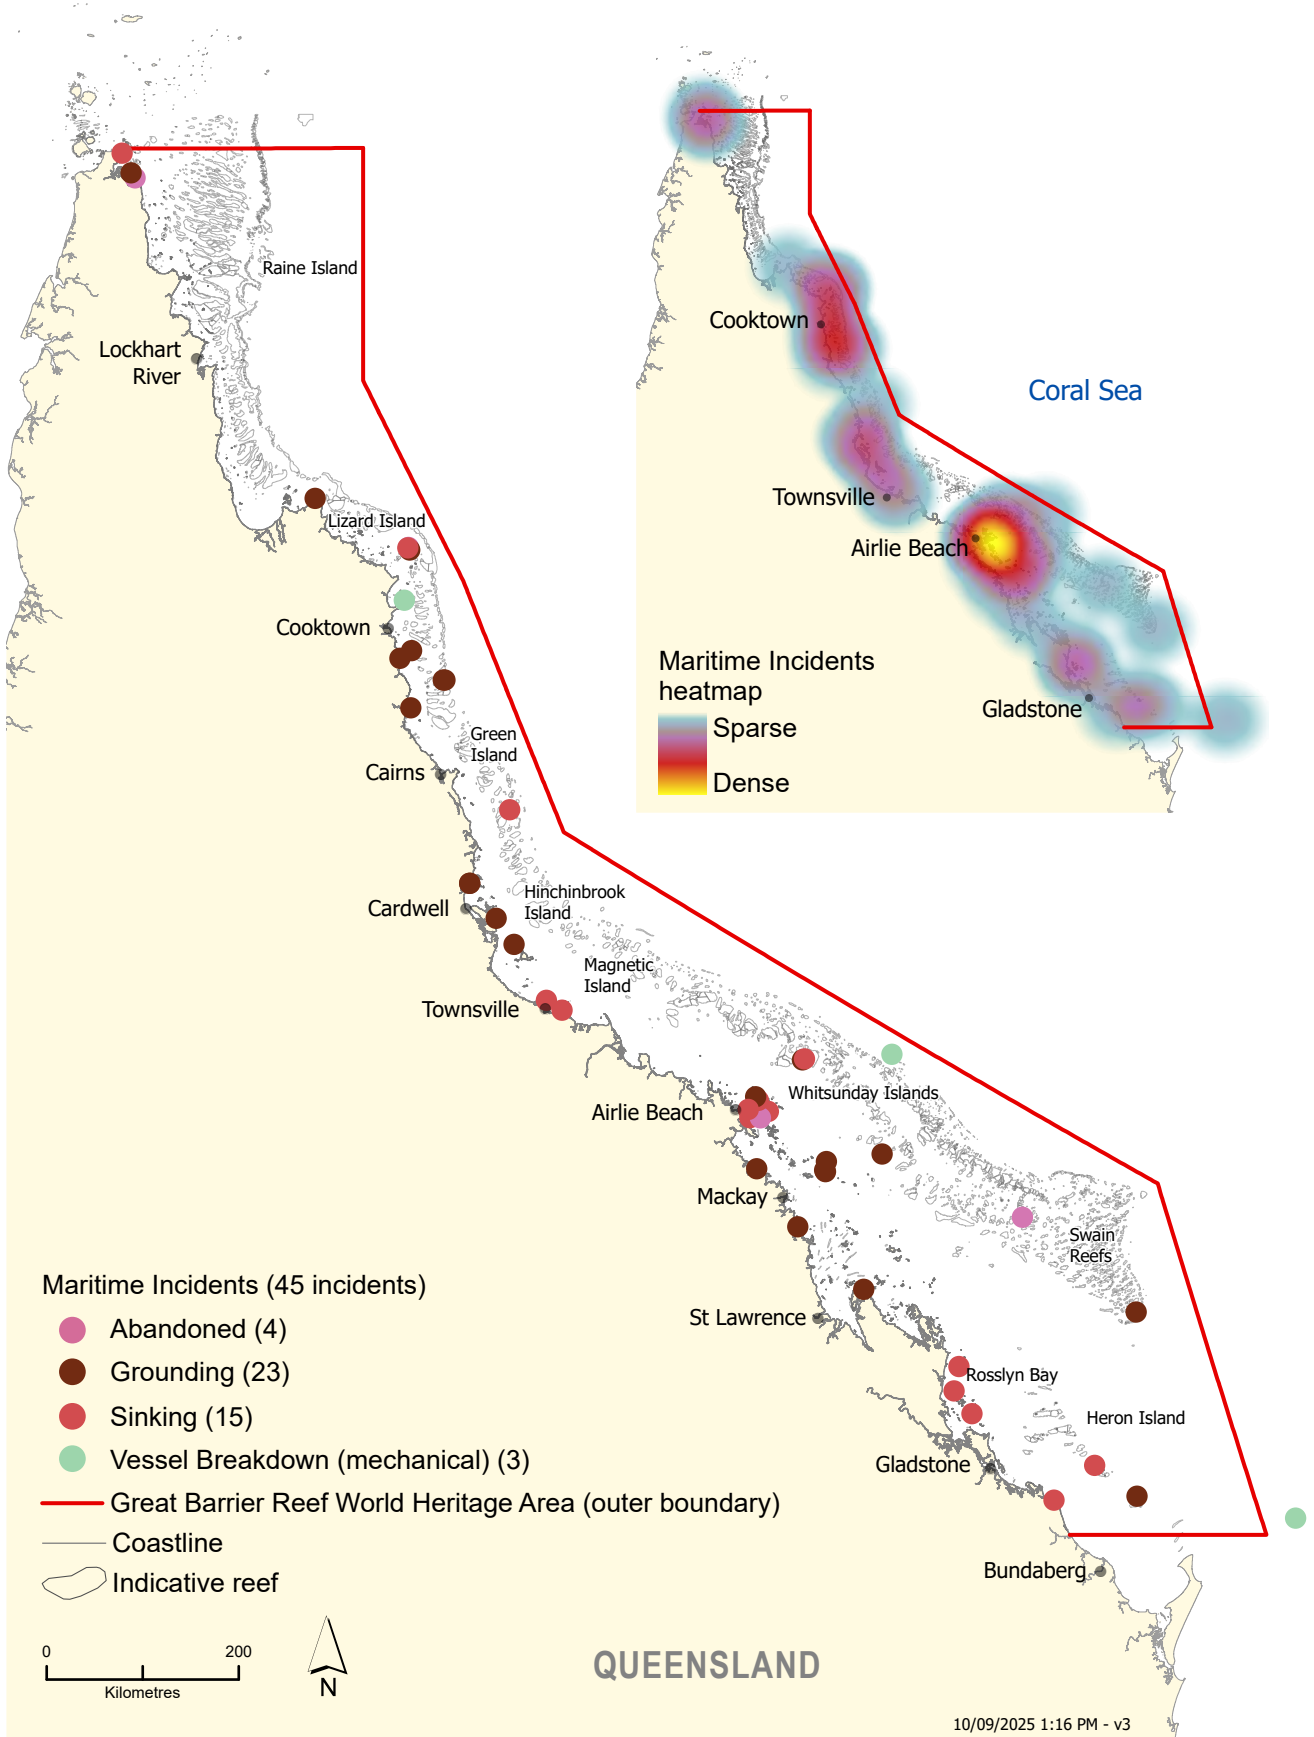 Raine Island
Lockhart
River
Lizard Island
Cooktown
Green
Island
Cairns
Hinchinbrook
Island
Cardwell
Magnetic
Island
Townsville
Whitsunday Islands
Airlie Beach
Mackay
Swain
Reefs
St Lawrence
Rosslyn Bay
Heron Island
Gladstone
Bundaberg
Cooktown
Coral Sea
Townsville
Airlie Beach
Gladstone
Maritime Incidents
heatmap
Sparse
Dense
Maritime Incidents (45 incidents)
Abandoned (4)
Grounding (23)
Sinking (15)
Vessel Breakdown (mechanical) (3)
Great Barrier Reef World Heritage Area (outer boundary)
Coastline
Indicative reef
0 200
Kilometres
N
QUEENSLAND
10/09/2025 1:16 PM - v3